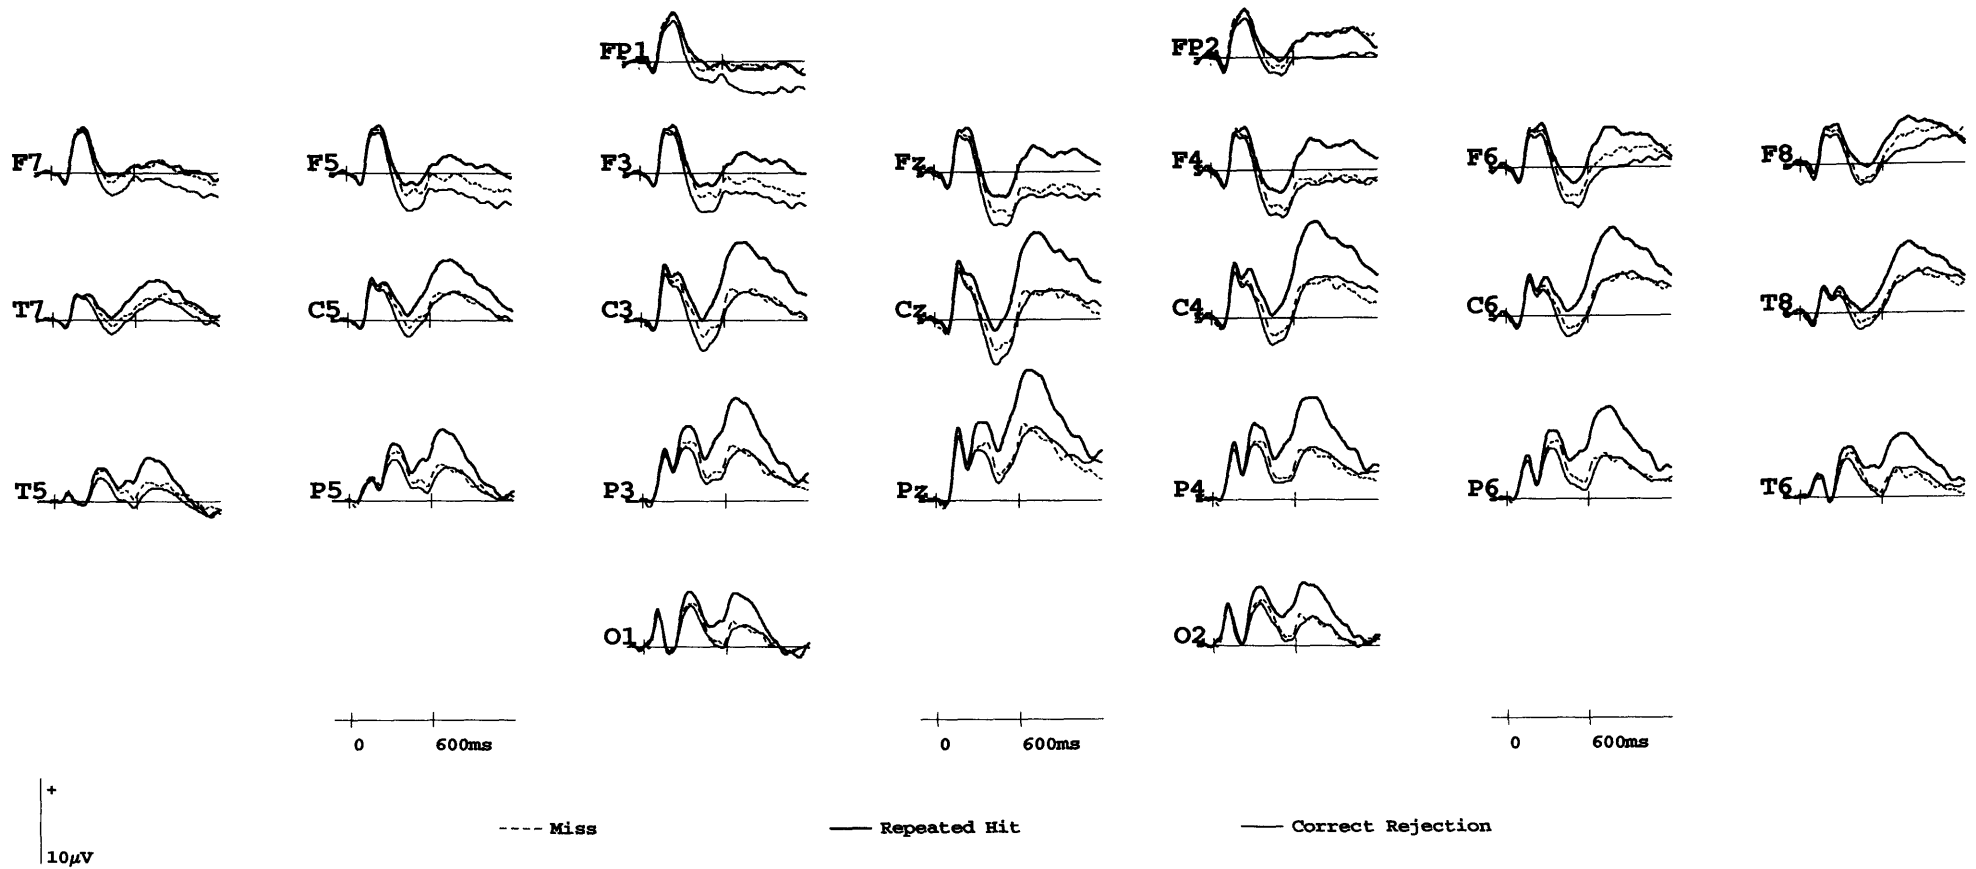 FP1 FP2
F7 F5 F3 Fz F4 F6 F8
T7 C5 C3 Cz C4 C6 T8
T5 P5 P3 Pz P4 P6 T6
O1 O2
0 600ms 0 600ms 0 600ms
+
10μV
Miss Repeated Hit Correct Rejection